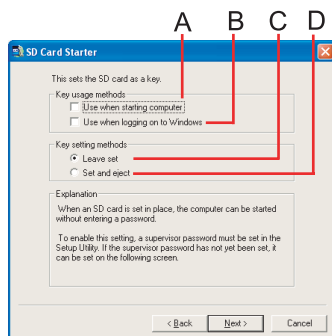 A B C D
SD Card Starter
This sets the SD card as a key.
Key usage methods
Use when starting computer
Use when logging on to Windows
Key setting methods
Leave set
Set and eject
Explanation
When an SD card is set in place, the computer can be started
without entering a password.
To enable this setting, a supervisor password must be set in the
Setup Utility. If the supervisor password has not yet been set, it
can be set on the following screen.
< Back Next > Cancel